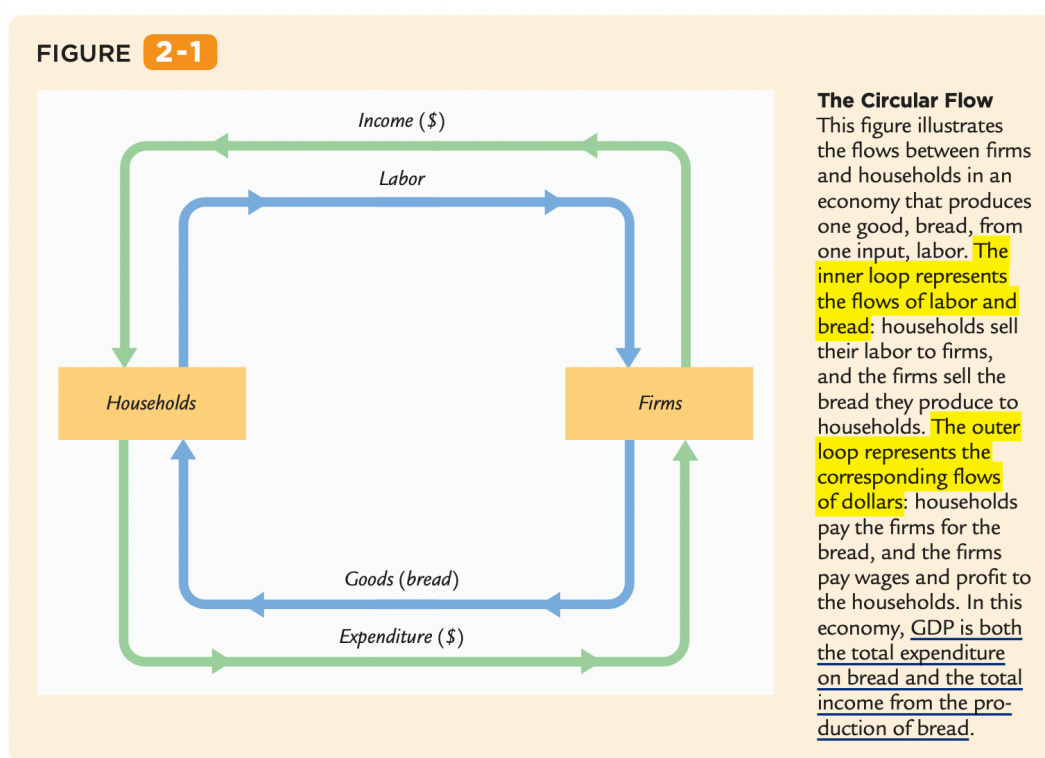 FIGURE 2-1
Income ($)
Labor
Households
Firms
Goods (bread)
Expenditure ($)
The Circular Flow
This figure illustrates
the flows between firms
and households in an
economy that produces
one good, bread, from
one input, labor. The
inner loop represents
the flows of labor and
bread: households sell
their labor to firms,
and the firms sell the
bread they produce to
households. The outer
loop represents the
corresponding flows
of dollars: households
pay the firms for the
bread, and the firms
pay wages and profit to
the households. In this
economy, GDP is both
the total expenditure
on bread and the total
income from the pro-
duction of bread.